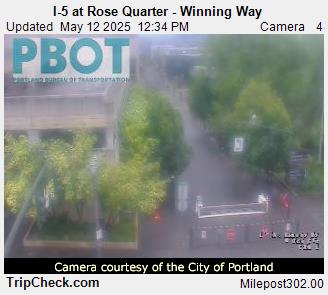 I-5 at Rose Quarter - Winning Way
Updated May 12 2025 12:34 PM Camera 4
PBOT
PORTLAND BUREAU OF TRANSPORTATION
Camera courtesy of the City of Portland
TripCheck.com Milepost302.00